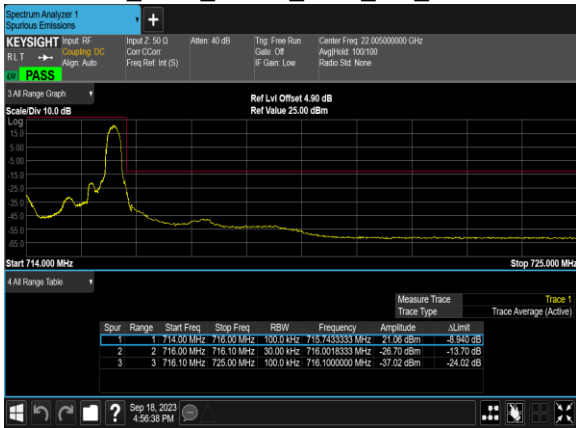 Spectrum Analyzer 1
Spurious Emissions
+
KEYSIGHT Input: RF Input Z: 50 Ω Atten: 40 dB Trig: Free Run Center Freq: 22.005000000 GHz
RLT Coupling: DC Corr CCorr Gate: Off Avg|Hold: 100/100
Align: Auto Freq Ref: Int (S) IF Gain: Low Radio Std: None
PASS
3 All Range Graph
Ref Lvl Offset 4.90 dB
Scale/Div 10.0 dB Ref Value 25.00 dBm
Log
15.0
5.00
-5.00
-15.0
-25.0
-35.0
-45.0
-55.0
-65.0
Start 714.000 MHz Stop 725.000 MHz
4 All Range Table
Measure Trace Trace 1
Trace Type Trace Average (Active)
Spur Range Start Freq Stop Freq RBW Frequency Amplitude ΔLimit
1 1 714.00 MHz 716.00 MHz 100.0 kHz 715.7433333 MHz 21.06 dBm -8.940 dB
2 2 716.00 MHz 716.10 MHz 30.00 kHz 716.0018333 MHz -26.70 dBm -13.70 dB
3 3 716.10 MHz 725.00 MHz 100.0 kHz 716.1000000 MHz -37.02 dBm -24.02 dB
? Sep 18, 2023
4:56:38 PM